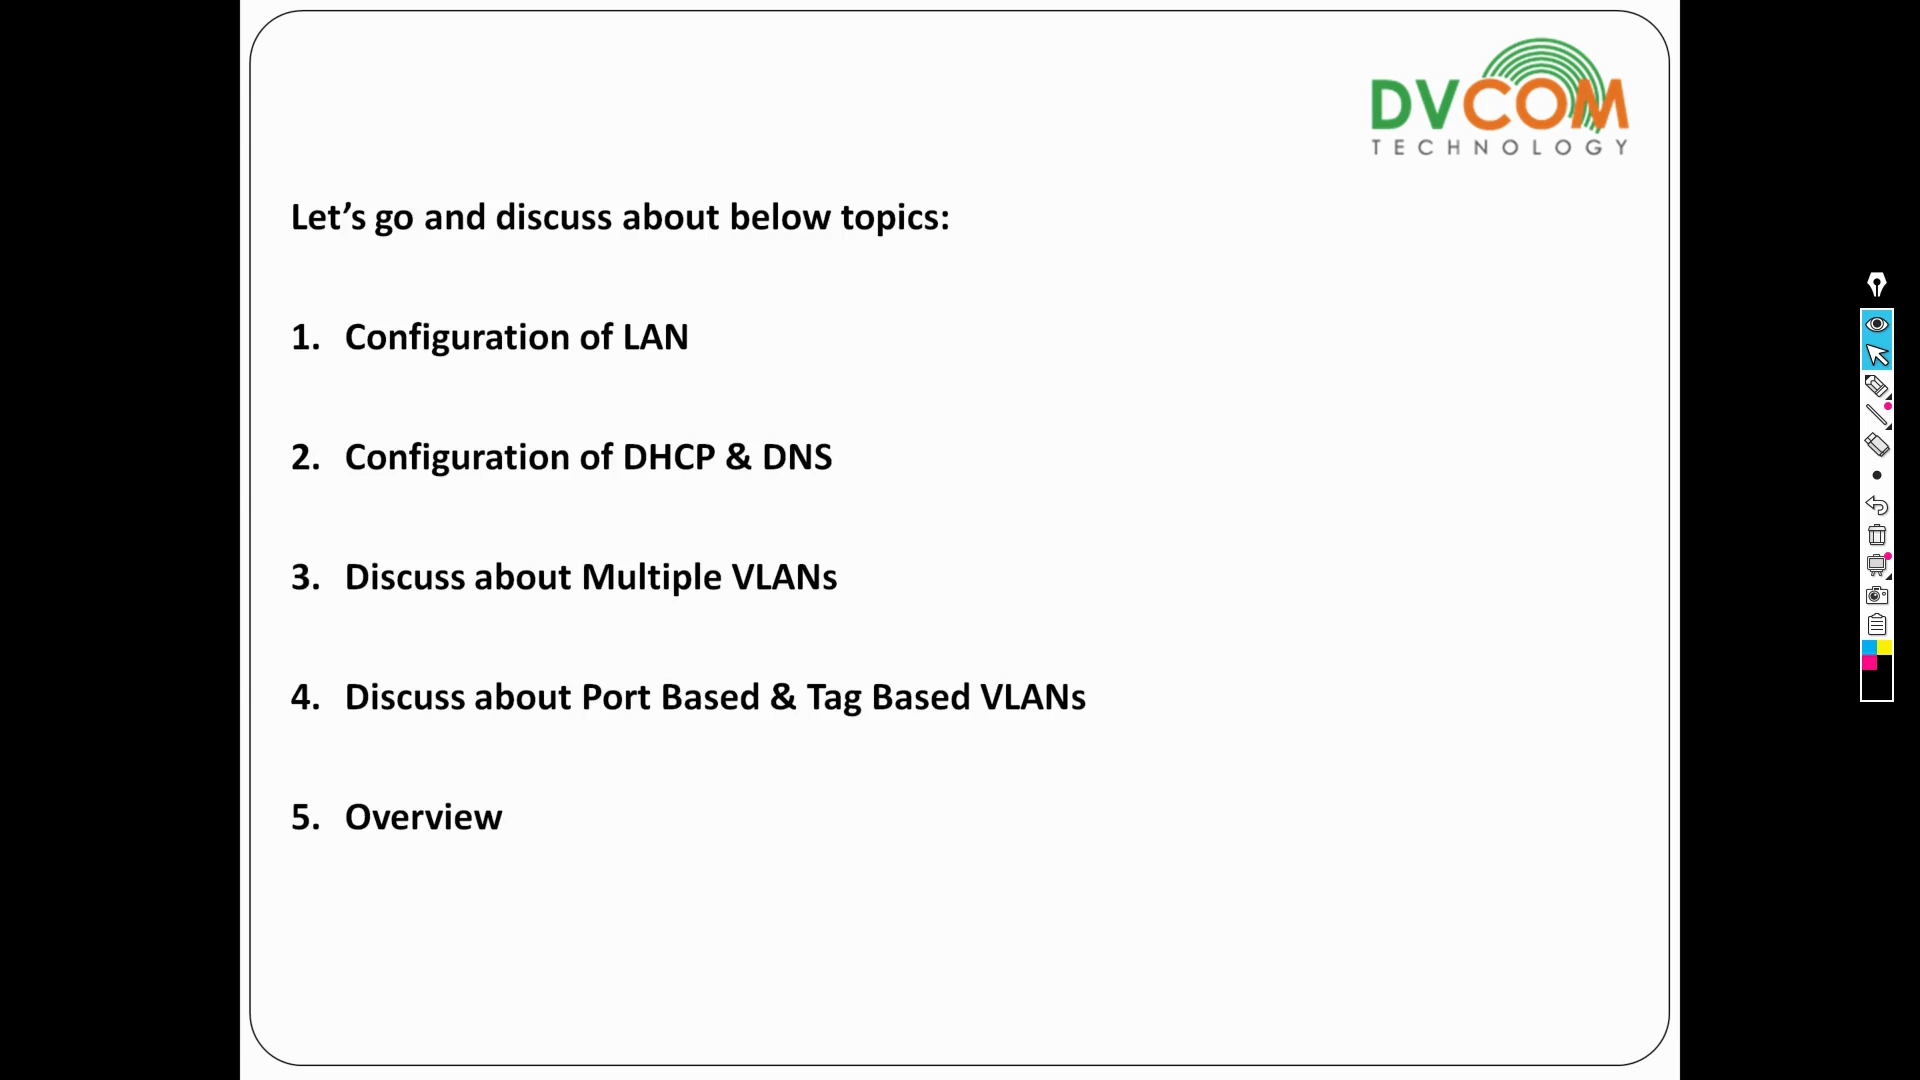 DVCOM
TECHNOLOGY
Let’s go and discuss about below topics:
1. Configuration of LAN
2. Configuration of DHCP & DNS
3. Discuss about Multiple VLANs
4. Discuss about Port Based & Tag Based VLANs
5. Overview